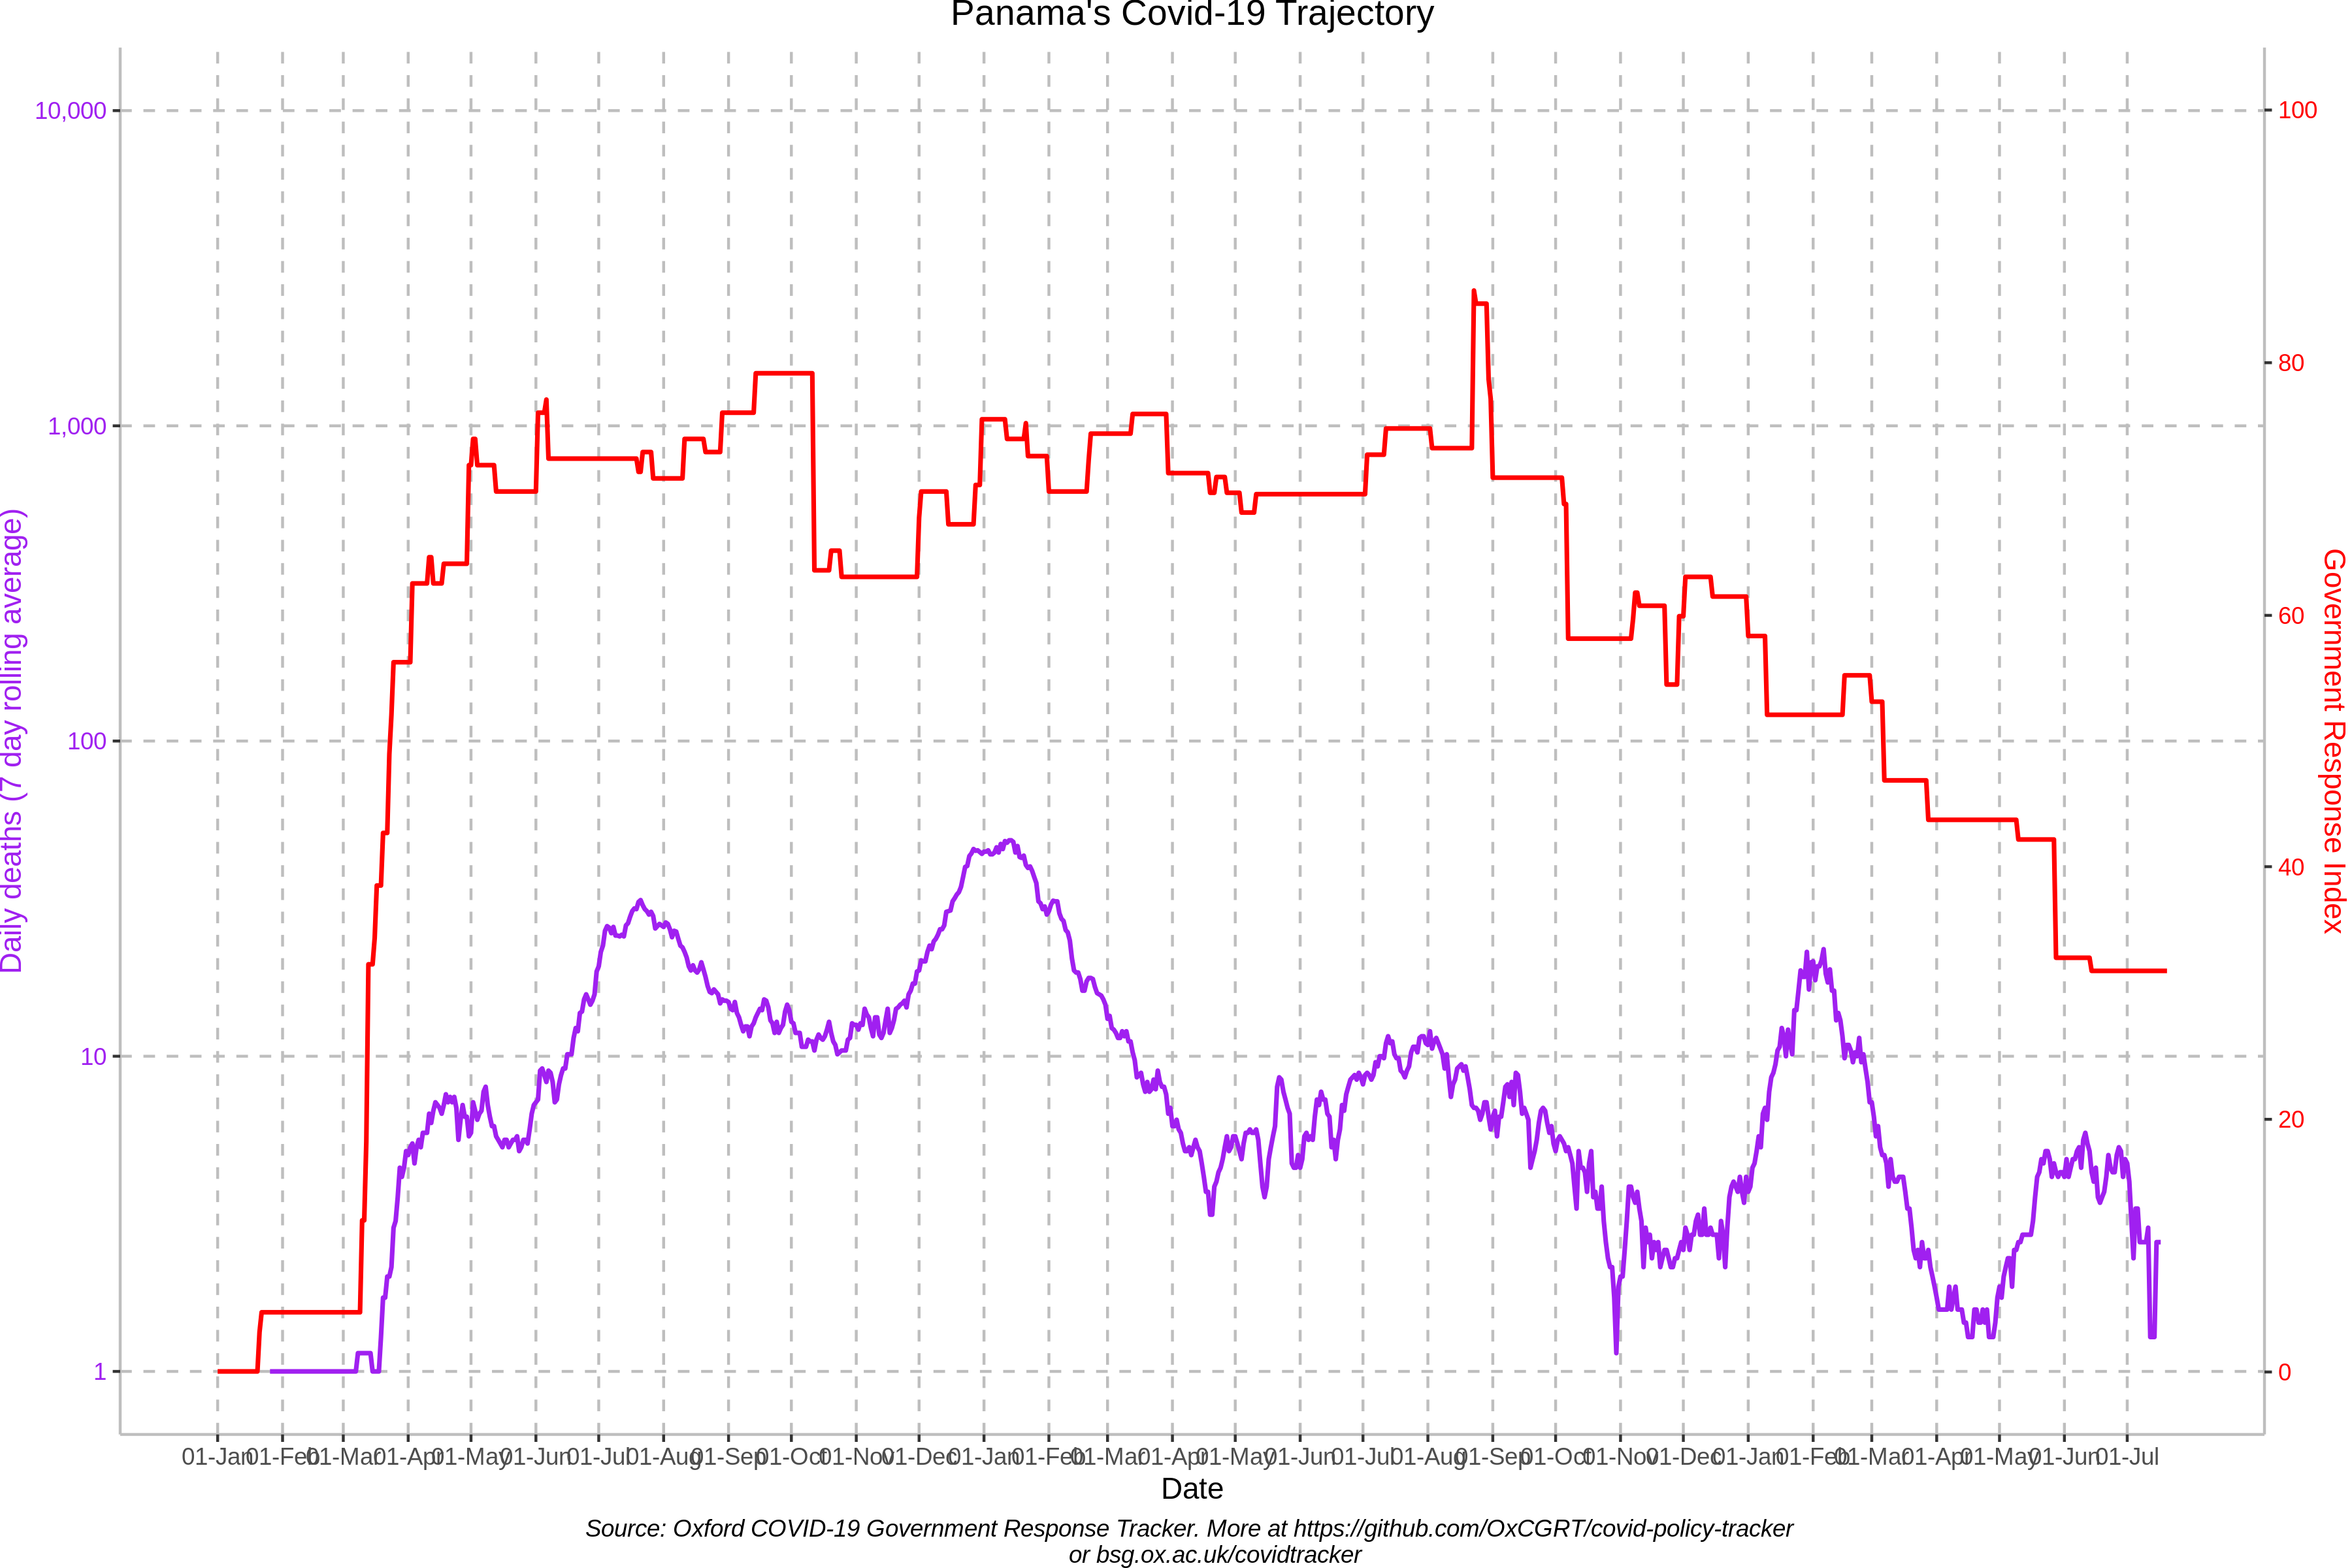 Panama's Covid-19 Trajectory
10,000
1,000
100
10
1
Daily deaths (7 day rolling average)
100
80
60
40
20
0
Government Response Index
01-Jan 01-Feb 01-Mar 01-Apr 01-May 01-Jun 01-Jul 01-Aug 01-Sep 01-Oct 01-Nov 01-Dec 01-Jan 01-Feb 01-Mar 01-Apr 01-May 01-Jun 01-Jul 01-Aug 01-Sep 01-Oct 01-Nov 01-Dec 01-Jan 01-Feb 01-Mar 01-Apr 01-May 01-Jun 01-Jul
Date
Source: Oxford COVID-19 Government Response Tracker. More at https://github.com/OxCGRT/covid-policy-tracker
or bsg.ox.ac.uk/covidtracker